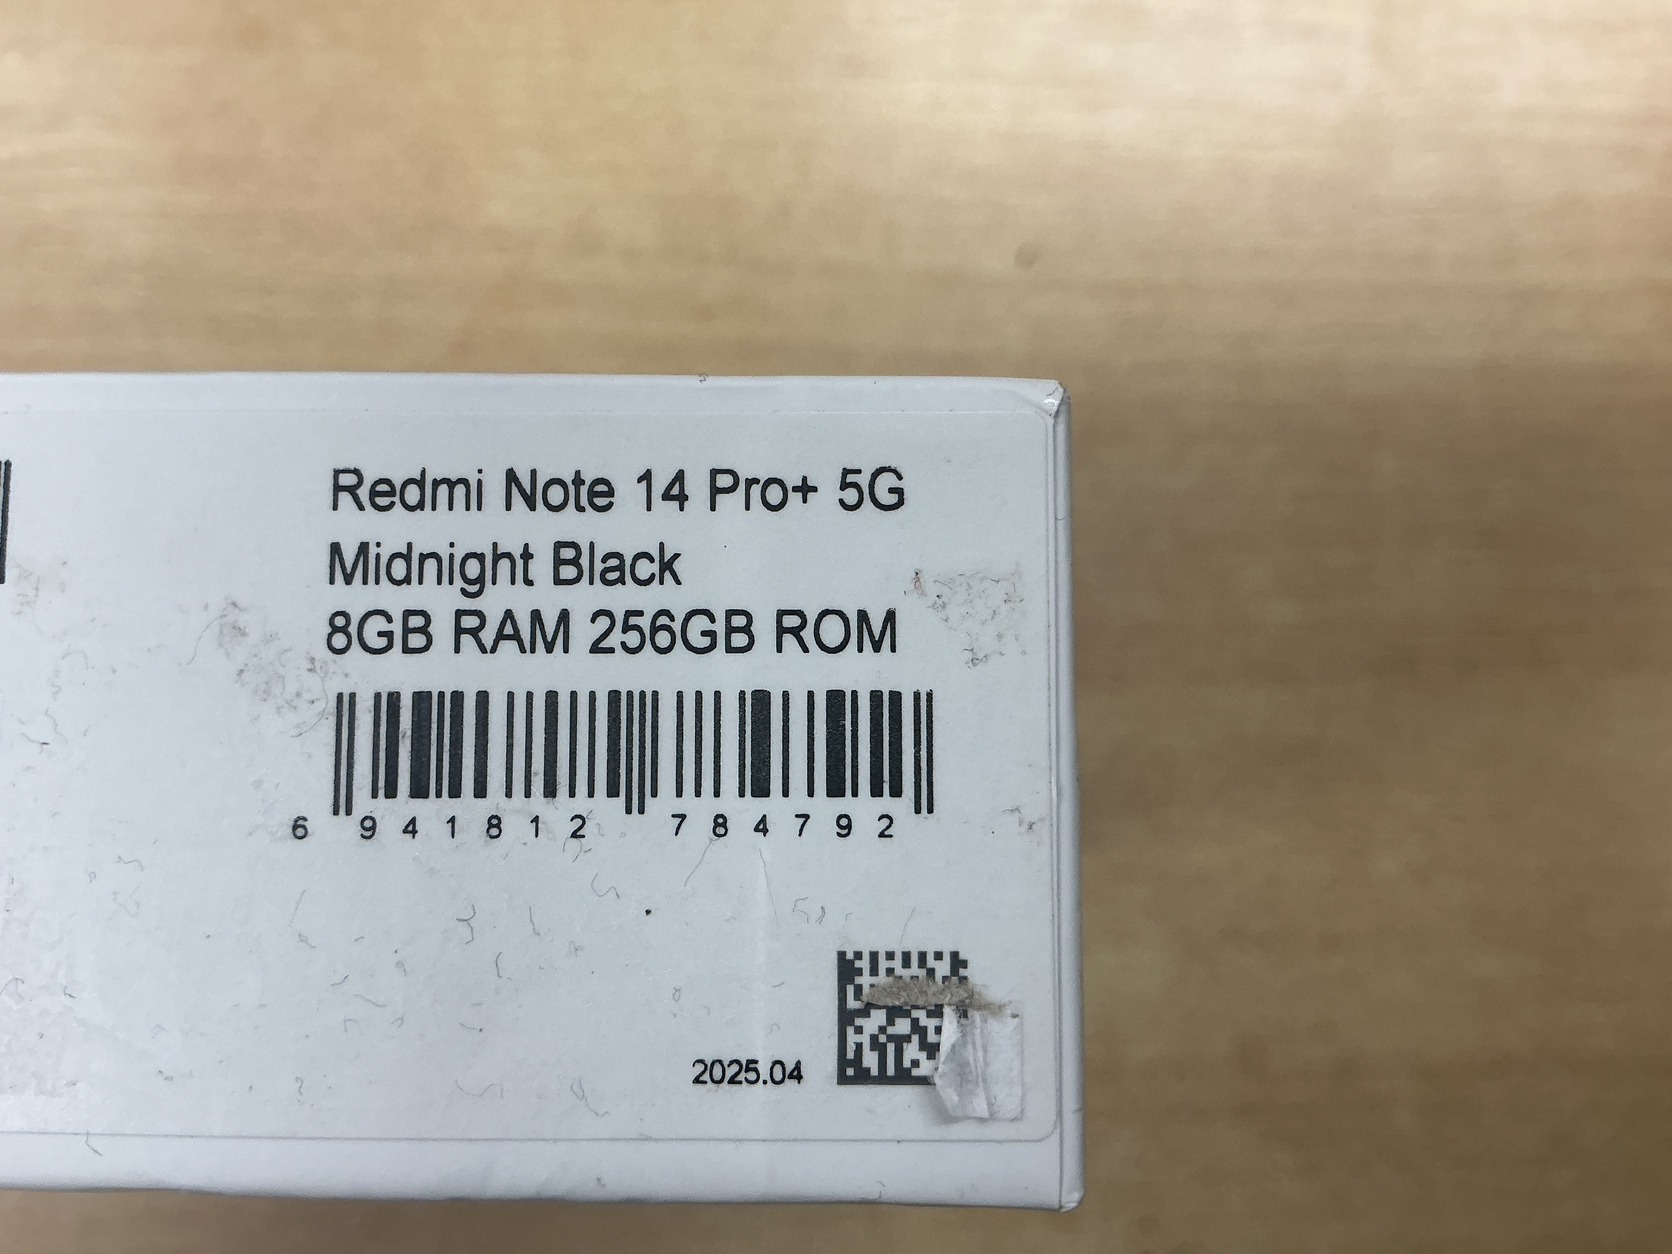 Redmi Note 14 Pro+ 5G
Midnight Black
8GB RAM 256GB ROM
6 941812 784792
2025.04